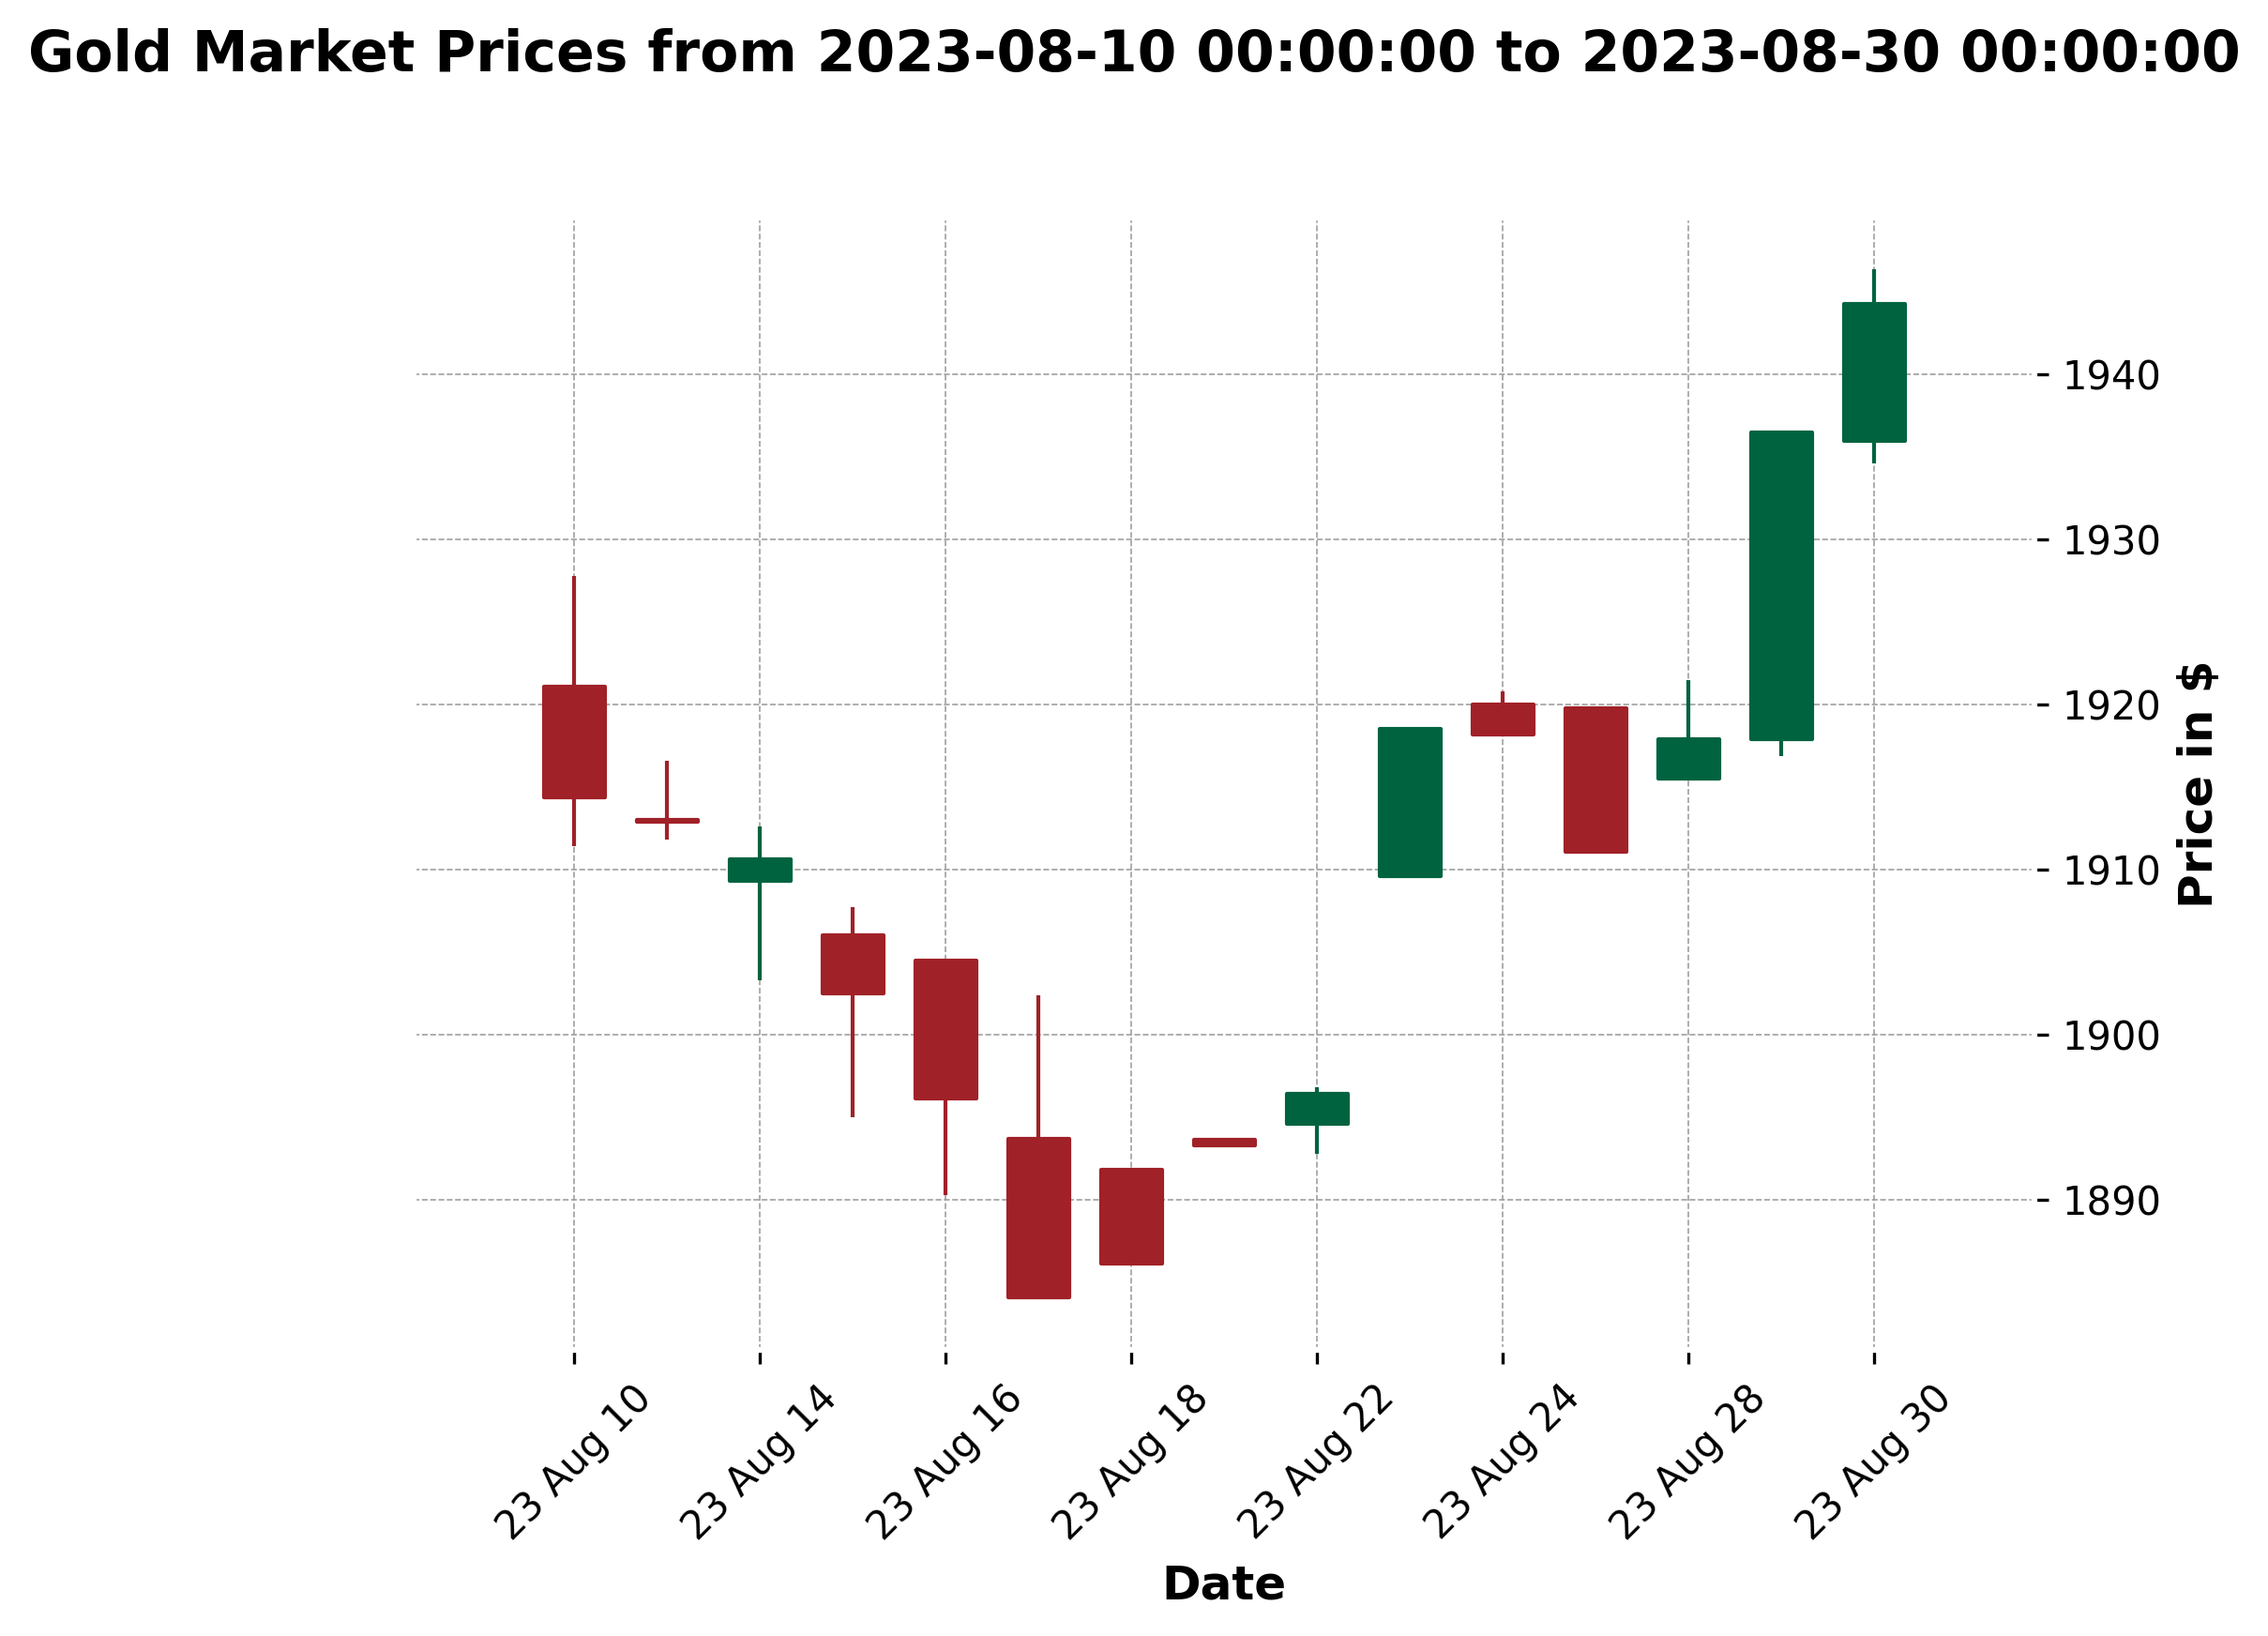 Gold Market Prices from 2023-08-10 00:00:00 to 2023-08-30 00:00:00
1940
1930
1920
1910
1900
1890
Price in $
23 Aug 10
23 Aug 14
23 Aug 16
23 Aug 18
23 Aug 22
23 Aug 24
23 Aug 28
23 Aug 30
Date